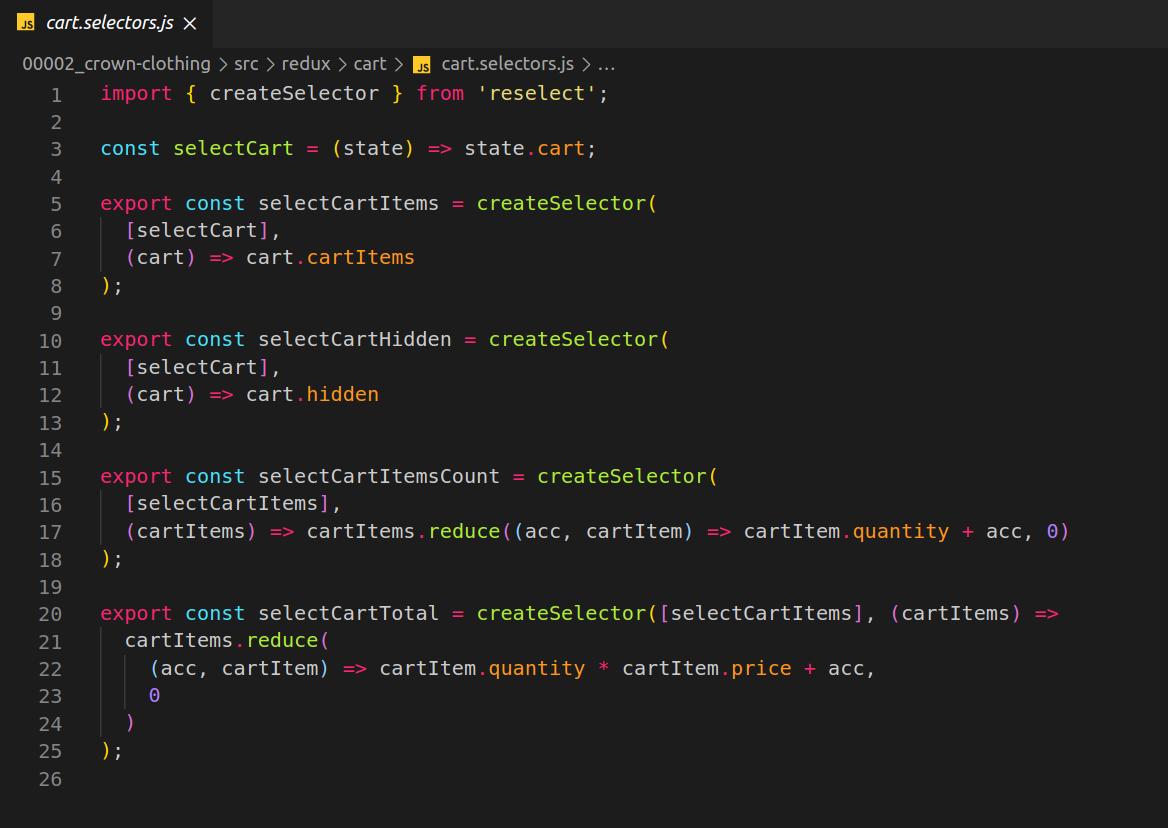 JS cart.selectors.js ×
00002_crown-clothing > src > redux > cart > JS cart.selectors.js > ...
1 import { createSelector } from 'reselect';
2
3 const selectCart = (state) => state.cart;
4
5 export const selectCartItems = createSelector(
6   [selectCart],
7   (cart) => cart.cartItems
8 );
9
10 export const selectCartHidden = createSelector(
11   [selectCart],
12   (cart) => cart.hidden
13 );
14
15 export const selectCartItemsCount = createSelector(
16   [selectCartItems],
17   (cartItems) => cartItems.reduce((acc, cartItem) => cartItem.quantity + acc, 0)
18 );
19
20 export const selectCartTotal = createSelector([selectCartItems], (cartItems) =>
21   cartItems.reduce(
22     (acc, cartItem) => cartItem.quantity * cartItem.price + acc,
23     0
24   )
25 );
26